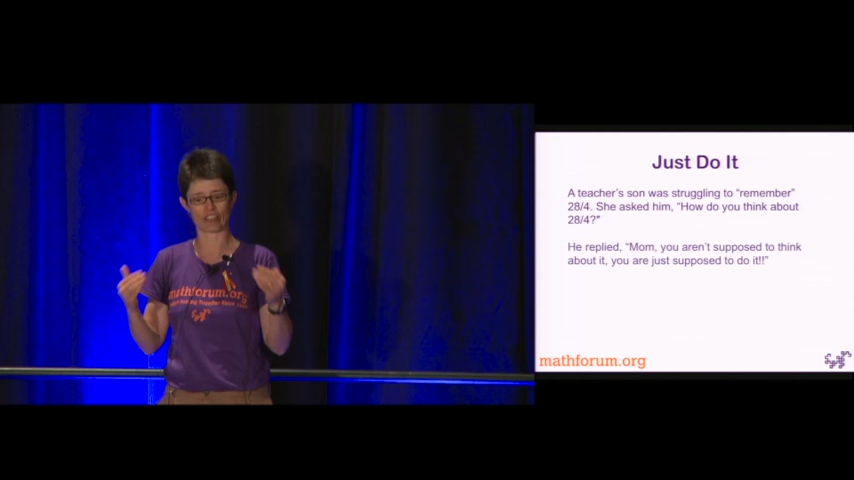 Just Do It
A teacher's son was struggling to "remember"
28/4. She asked him, "How do you think about
28/4?"
He replied, "Mom, you aren't supposed to think
about it, you are just supposed to do it!!"
mathforum.org
mathforum.org